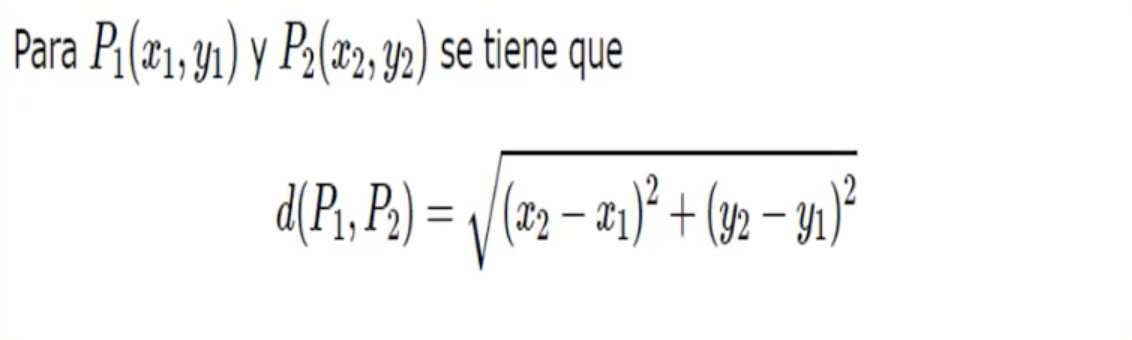 Para P₁(x₁, y₁) y P₂(x₂, y₂) se tiene que
d(P₁, P₂) = √((x₂ − x₁)² + (y₂ − y₁)²)